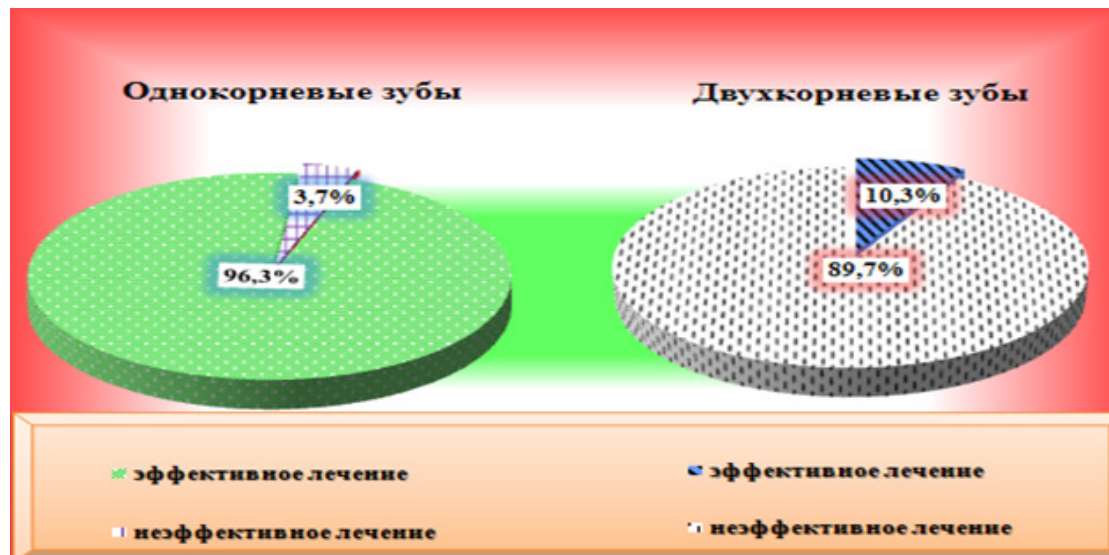 Однокорневые зубы
Двухкорневые зубы
3,7%
96,3%
10,3%
89,7%
эффективное лечение
неэффективное лечение
эффективное лечение
неэффективное лечение